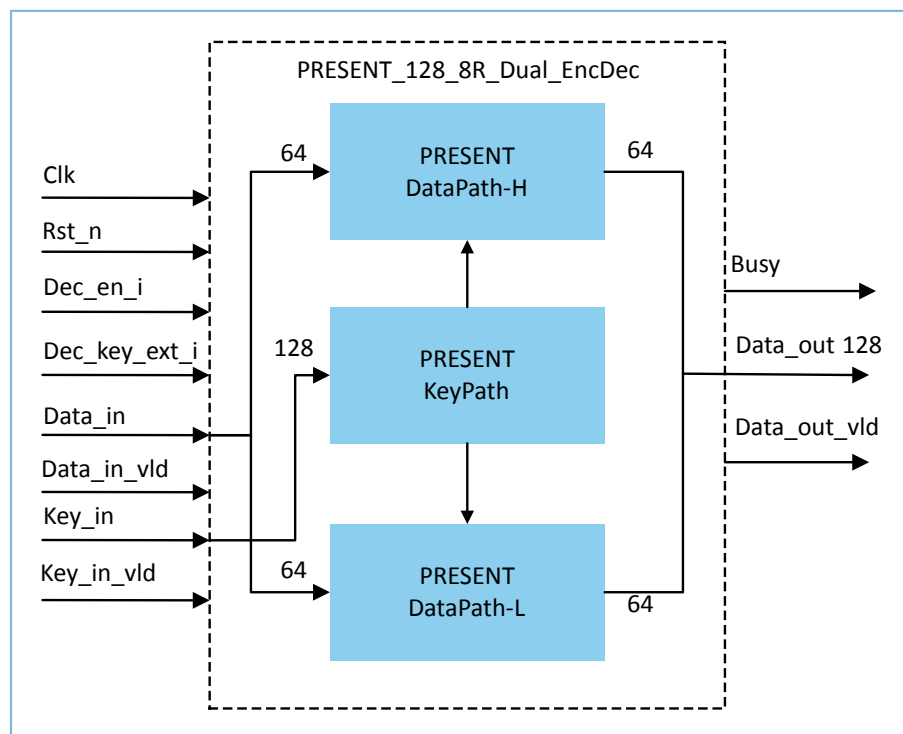 PRESENT_128_8R_Dual_EncDec
Clk
Rst_n
Dec_en_i
Dec_key_ext_i
Data_in
Data_in_vld
Key_in
Key_in_vld
64
PRESENT
DataPath-H
64
128
PRESENT
KeyPath
64
PRESENT
DataPath-L
64
Busy
Data_out 128
Data_out_vld